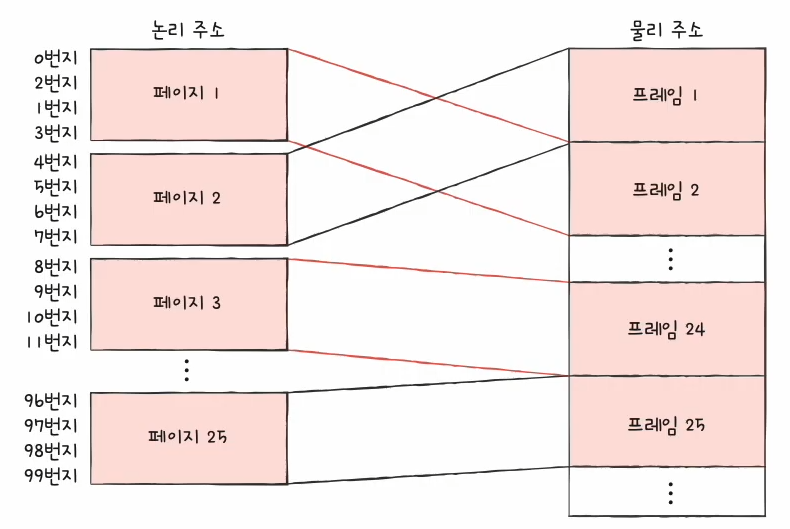 논리 주소
0번지
2번지
1번지
3번지
페이지 1
4번지
5번지
6번지
7번지
페이지 2
8번지
9번지
10번지
11번지
페이지 3
⋮
96번지
97번지
98번지
99번지
페이지 25
물리 주소
프레임 1
프레임 2
⋮
프레임 24
프레임 25
⋮